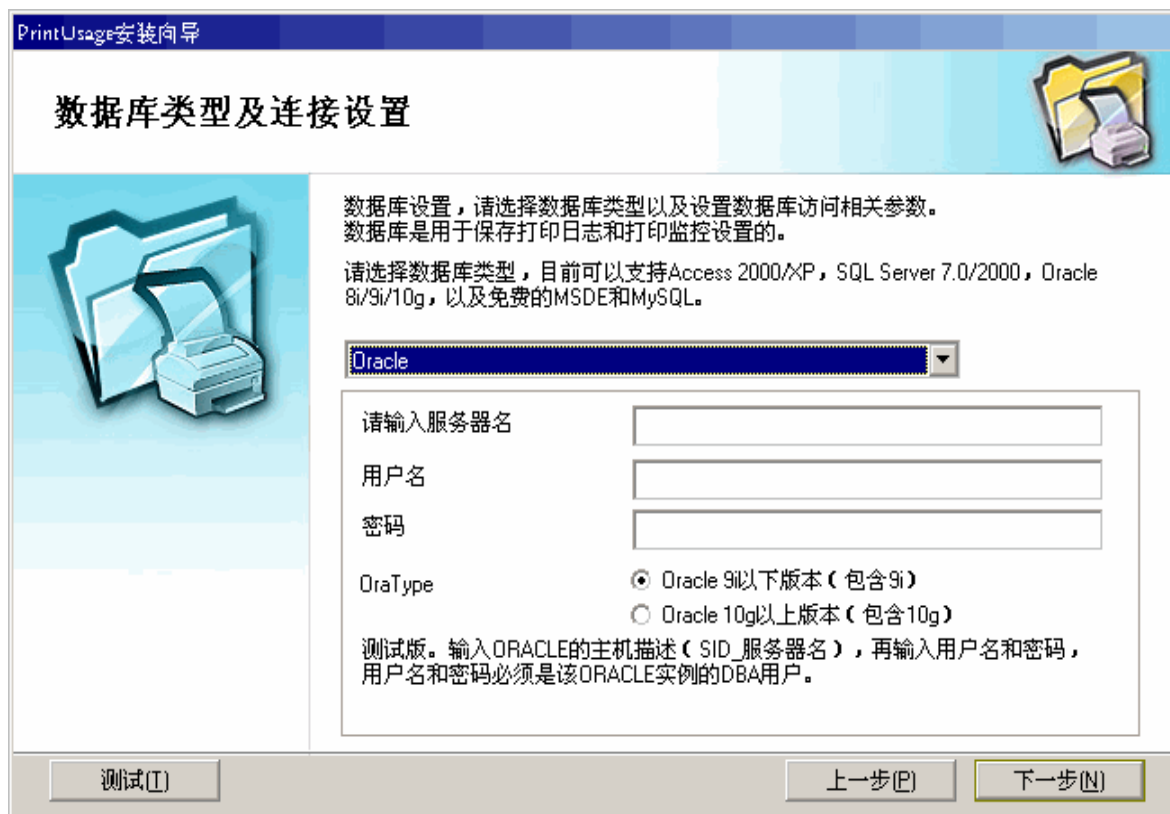 PrintUsage安装向导
数据库类型及连接设置
数据库设置，请选择数据库类型以及设置数据库访问相关参数。
数据库是用于保存打印日志和打印监控设置的。
请选择数据库类型，目前可以支持Access 2000/XP，SQL Server 7.0/2000，Oracle
8i/9i/10g，以及免费的MSDE和MySQL。
Oracle
请输入服务器名
用户名
密码
OraType
Oracle 9i以下版本（包含9i）
Oracle 10g以上版本（包含10g）
测试版。输入ORACLE的主机描述（SID_服务器名），再输入用户名和密码，
用户名和密码必须是该ORACLE实例的DBA用户。
测试(T)
上一步(P)
下一步(N)